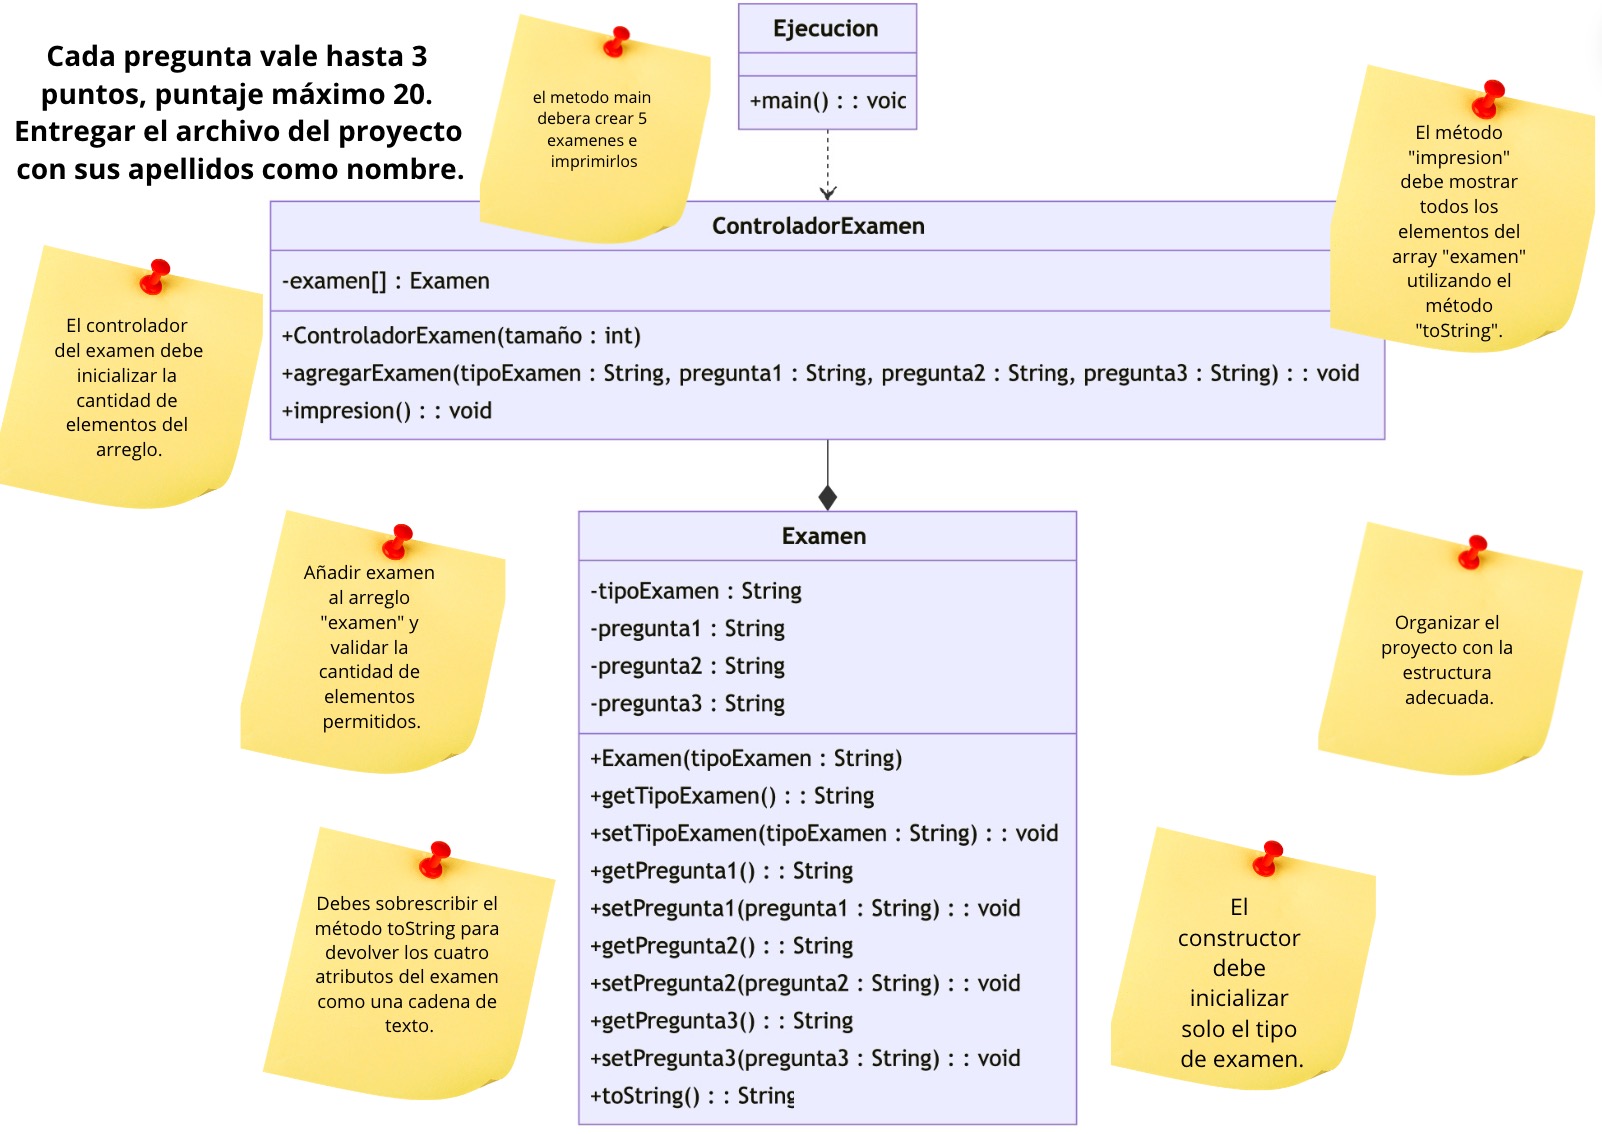 Cada pregunta vale hasta 3
puntos, puntaje máximo 20.
Entregar el archivo del proyecto
con sus apellidos como nombre.
el metodo main
debera crear 5
examenes e
imprimirlos
Ejecucion
+main() : : voic
El método
"impresion"
debe mostrar
todos los
elementos del
array "examen"
utilizando el
método
"toString".
ControladorExamen
-examen[] : Examen
+ControladorExamen(tamaño : int)
+agregarExamen(tipoExamen : String, pregunta1 : String, pregunta2 : String, pregunta3 : String) : : void
+impresion() : : void
El controlador
del examen debe
inicializar la
cantidad de
elementos del
arreglo.
Añadir examen
al arreglo
"examen" y
validar la
cantidad de
elementos
permitidos.
Examen
-tipoExamen : String
-pregunta1 : String
-pregunta2 : String
-pregunta3 : String
+Examen(tipoExamen : String)
+getTipoExamen() : : String
+setTipoExamen(tipoExamen : String) : : void
+getPregunta1() : : String
+setPregunta1(pregunta1 : String) : : void
+getPregunta2() : : String
+setPregunta2(pregunta2 : String) : : void
+getPregunta3() : : String
+setPregunta3(pregunta3 : String) : : void
+toString() : : String
Organizar el
proyecto con la
estructura
adecuada.
Debes sobrescribir el
método toString para
devolver los cuatro
atributos del examen
como una cadena de
texto.
El
constructor
debe
inicializar
solo el tipo
de examen.